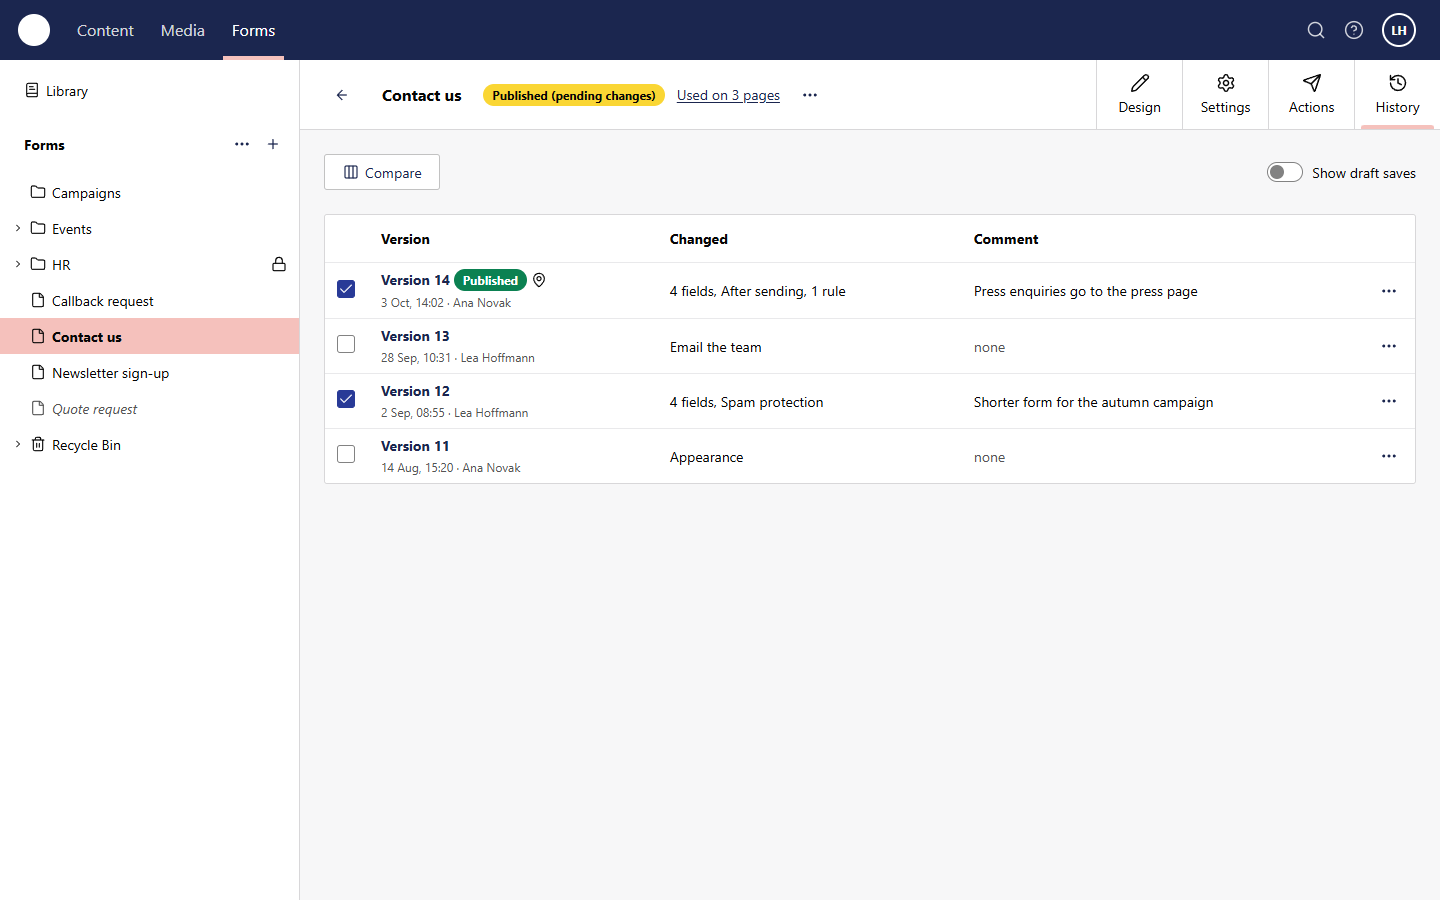 Content Media Forms LH
Library
Forms
Campaigns
Events
HR
Callback request
Contact us
Newsletter sign-up
Quote request
Recycle Bin
Contact us Published (pending changes) Used on 3 pages
Design Settings Actions History
Compare Show draft saves
Version Changed Comment
Version 14 Published
3 Oct, 14:02 · Ana Novak
4 fields, After sending, 1 rule Press enquiries go to the press page
Version 13
28 Sep, 10:31 · Lea Hoffmann
Email the team none
Version 12
2 Sep, 08:55 · Lea Hoffmann
4 fields, Spam protection Shorter form for the autumn campaign
Version 11
14 Aug, 15:20 · Ana Novak
Appearance none